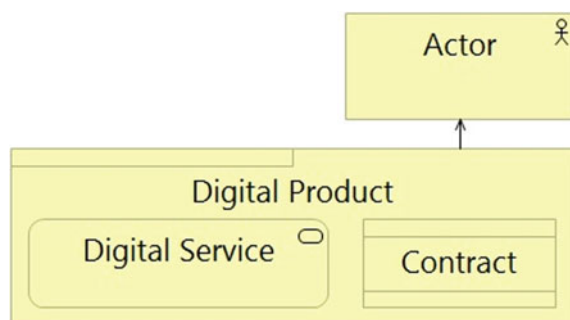 Actor
Digital Product
Digital Service
Contract